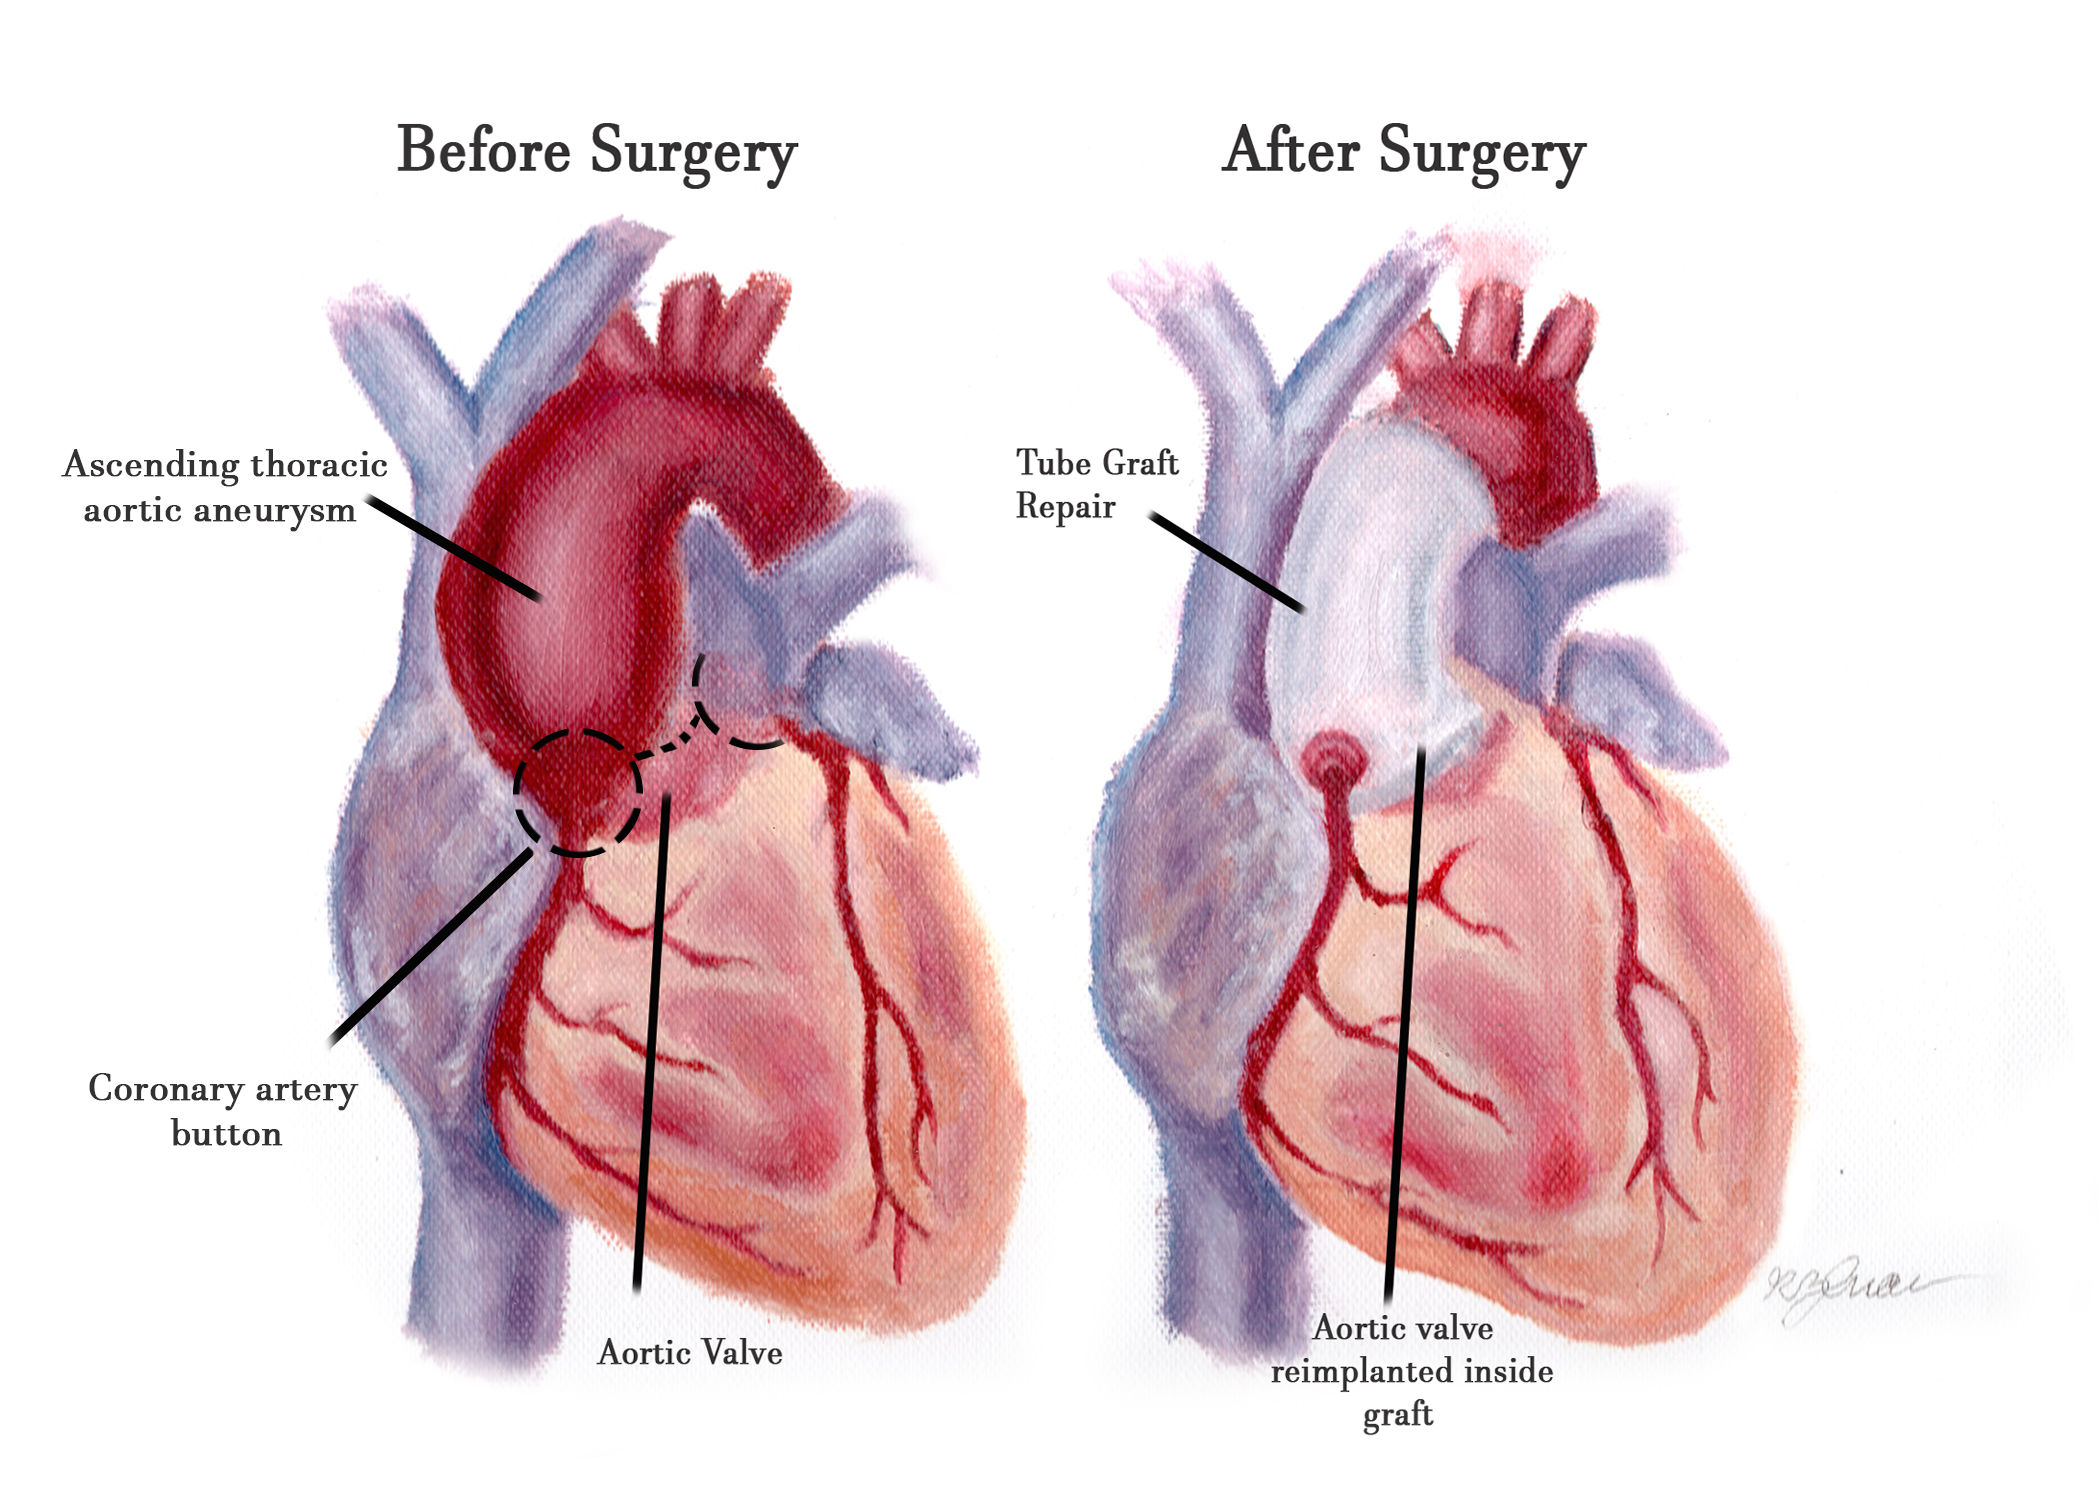 Before Surgery
After Surgery
Ascending thoracic
aortic aneurysm
Tube Graft
Repair
Coronary artery
button
Aortic Valve
Aortic valve
reimplanted inside
graft